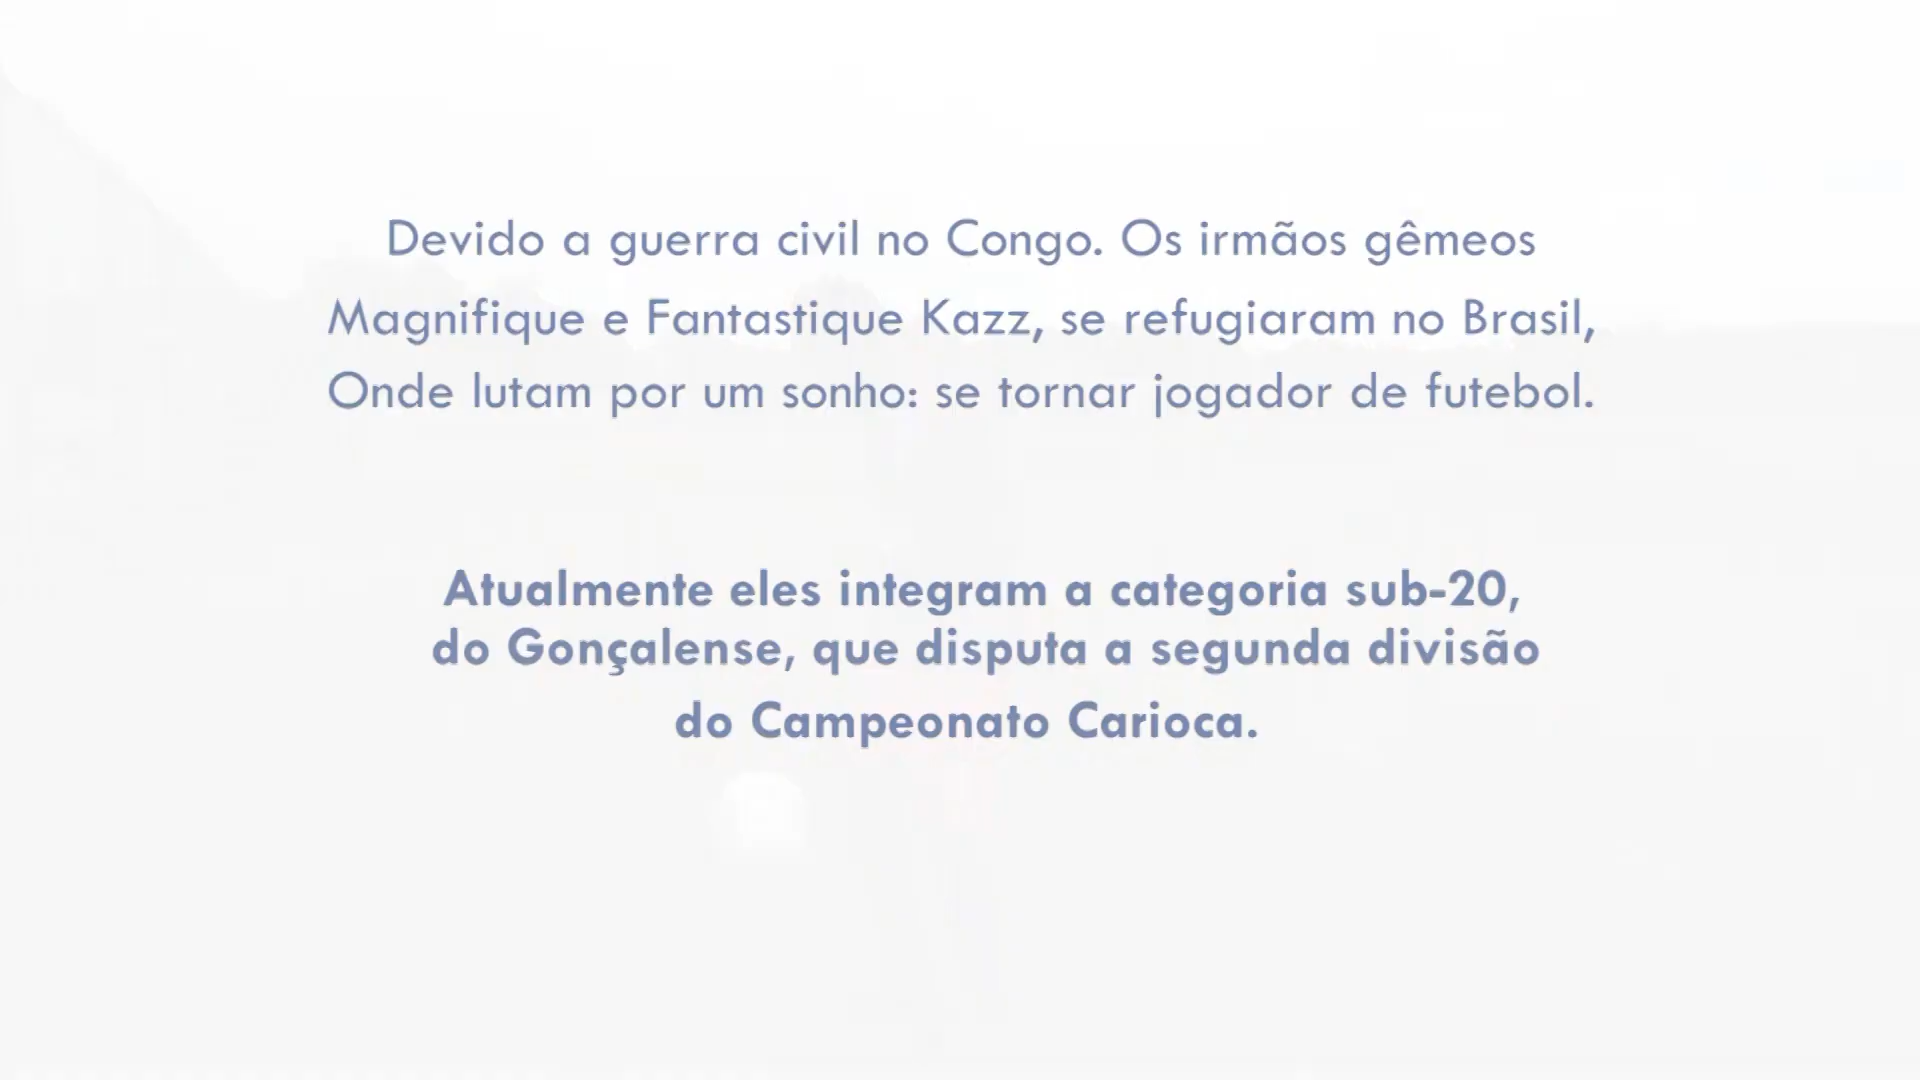 Devido a guerra civil no Congo. Os irmãos gêmeos
Magnifique e Fantastique Kazz, se refugiaram no Brasil,
Onde lutam por um sonho: se tornar jogador de futebol.
Atualmente eles integram a categoria sub-20,
do Gonçalense, que disputa a segunda divisão
do Campeonato Carioca.